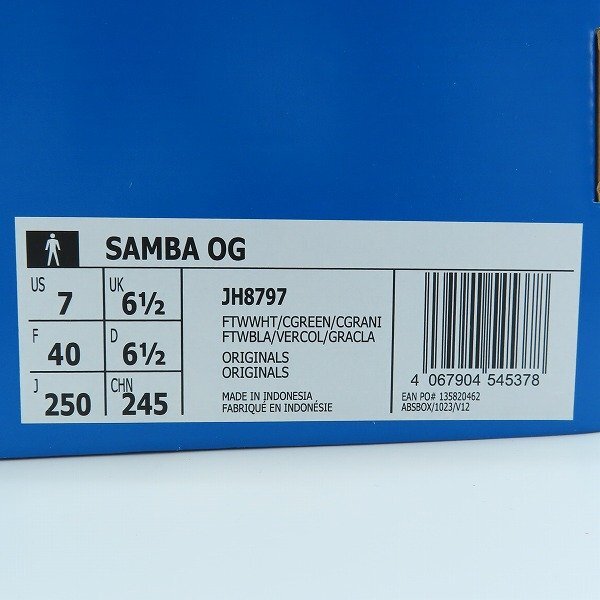 SAMBA OG
US 7 UK 6½
F 40 D 6½
J 250 CHN 245
JH8797
FTWWHT/CGREEN/CGRANI
FTWBLA/VERCOL/GRACLA
ORIGINALS
ORIGINALS
MADE IN INDONESIA
FABRIQUÉ EN INDONÉSIE
4 067904 545378
EAN PO# 135820462
ABSBOX/1023/V12